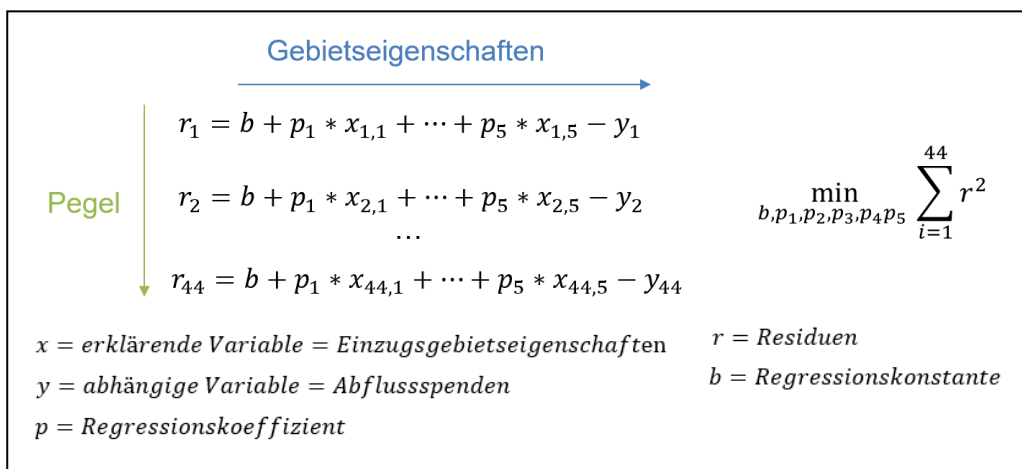 Gebietseigenschaften
r₁ = b + p₁ * x₁,₁ + ⋯ + p₅ * x₁,₅ − y₁
Pegel
r₂ = b + p₁ * x₂,₁ + ⋯ + p₅ * x₂,₅ − y₂
…
r₄₄ = b + p₁ * x₄₄,₁ + ⋯ + p₅ * x₄₄,₅ − y₄₄
44
min ∑ r²
b,p₁,p₂,p₃,p₄p₅ i=1
x = erklärende Variable = Einzugsgebietseigenschaften
y = abhängige Variable = Abflussspenden
p = Regressionskoeffizient
r = Residuen
b = Regressionskonstante